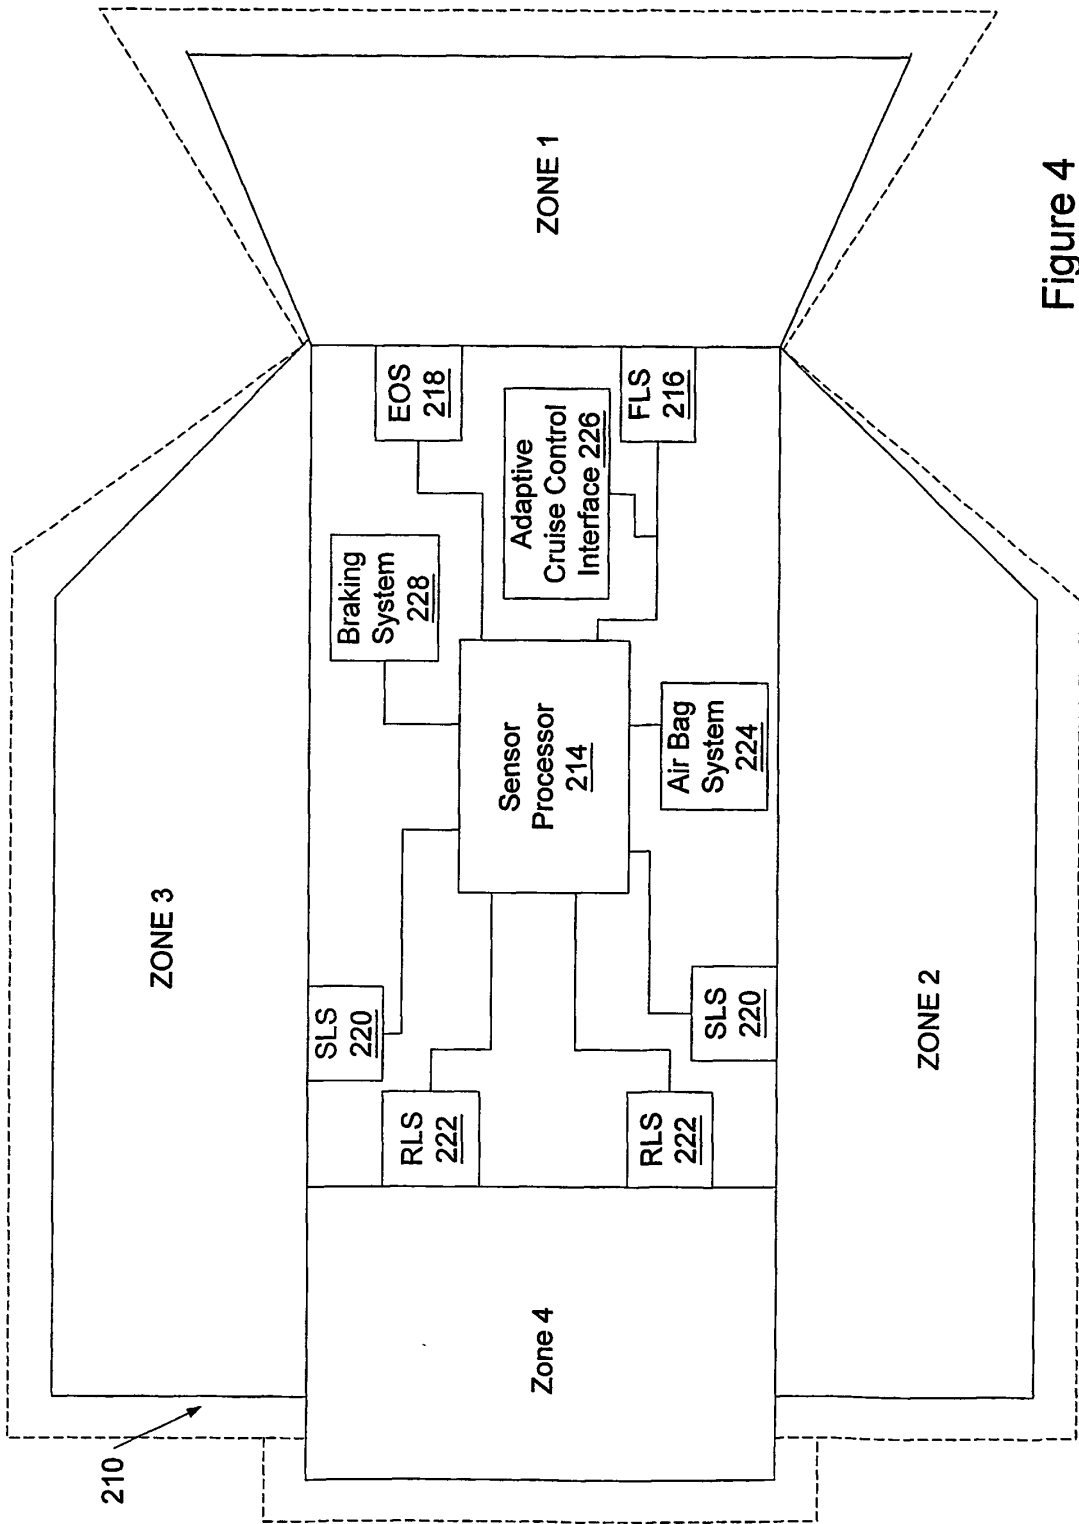 210
ZONE 3
ZONE 1
Zone 4
ZONE 2
SLS
220
RLS
222
RLS
222
SLS
220
Sensor
Processor
214
Braking
System
228
Air Bag
System
224
EOS
218
Adaptive
Cruise Control
Interface 226
FLS
216
Figure 4